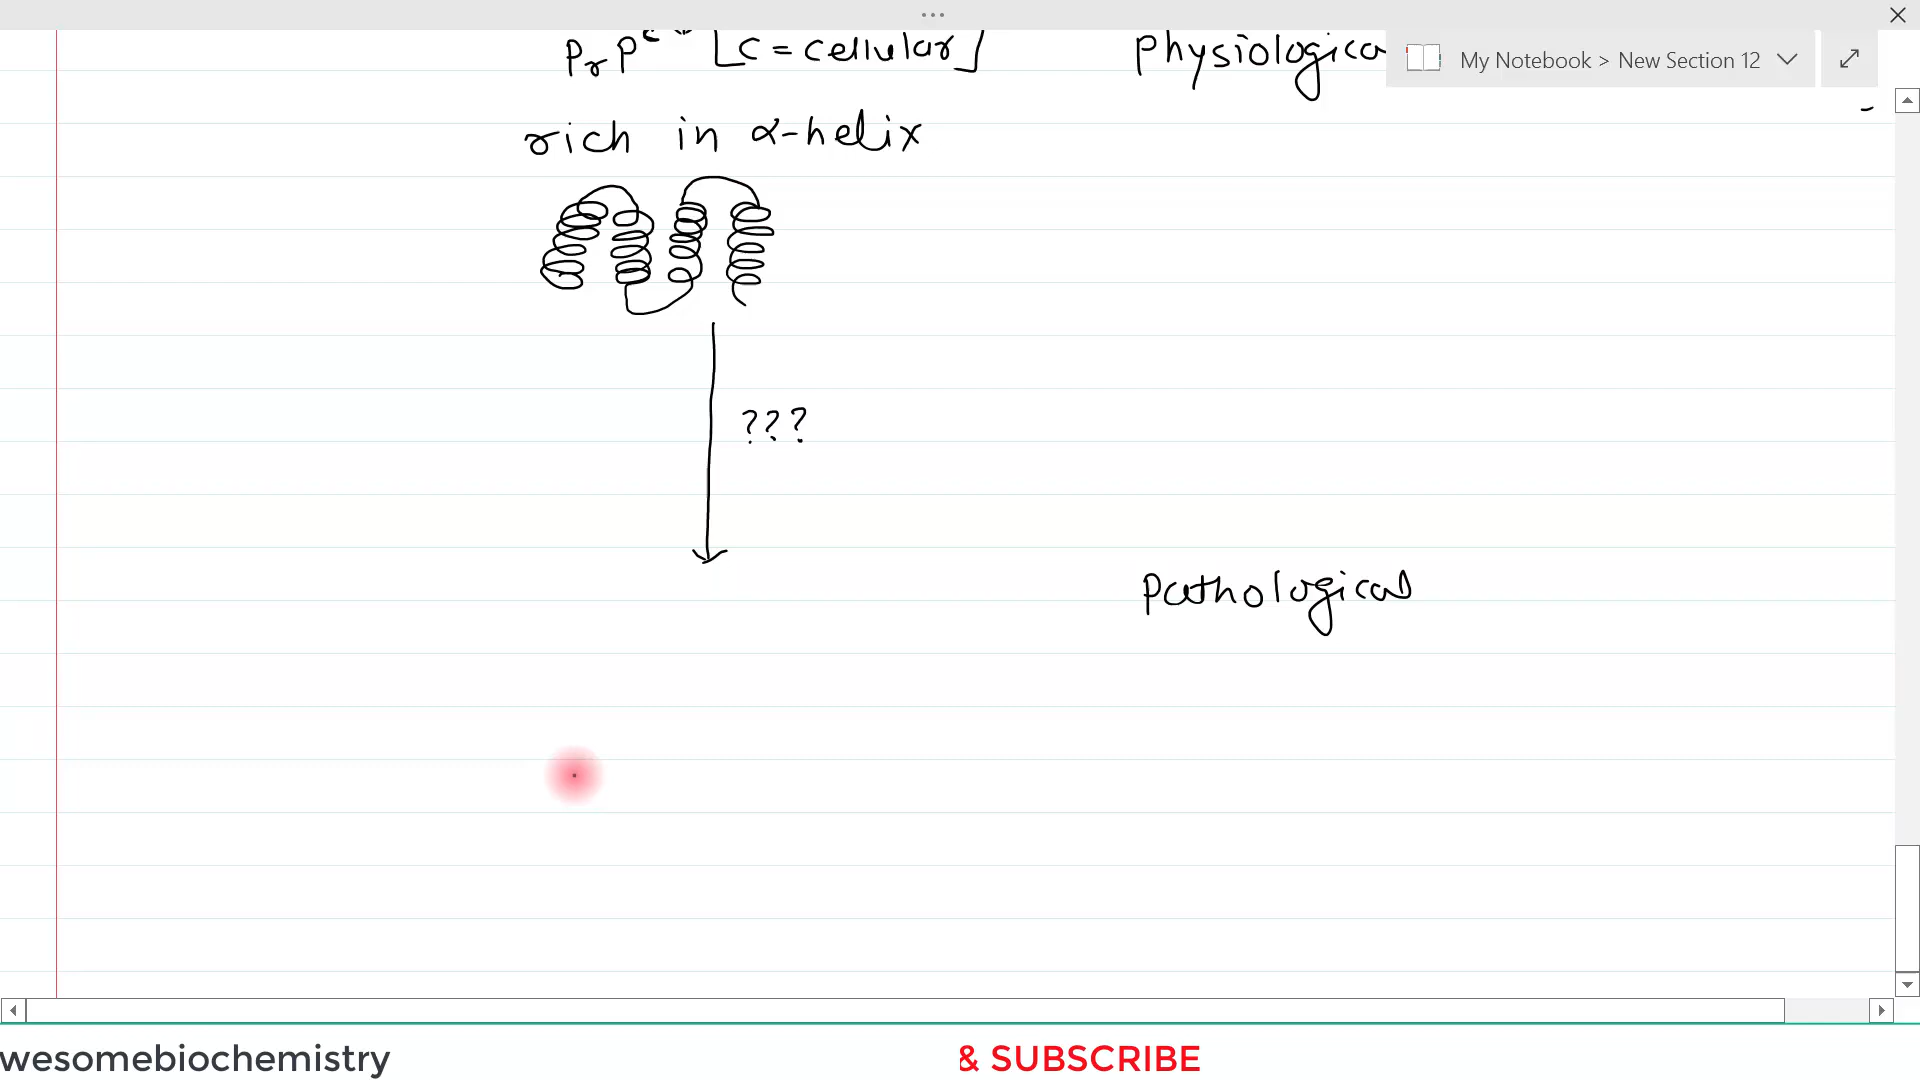 ...
PrP^c [c = cellular] Physiologica
My Notebook > New Section 12
rich in α-helix
???
Pathological
wesomebiochemistry & SUBSCRIBE